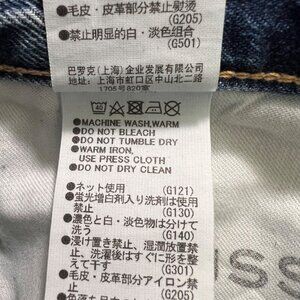 ●毛皮・皮革部分禁止熨烫
(G205)
●禁止明显的白・淡色组合
(G501)
巴罗克(上海)企业发展有限公司
地址 上海市虹口区中山北二路
1705号820室
40
●MACHINE WASH,WARM
●DO NOT BLEACH
●DO NOT TUMBLE DRY
●WARM IRON,
USE PRESS CLOTH
●DO NOT DRY CLEAN
●ネット使用 (G121)
●蛍光増白剤入り洗剤は使用
禁止 (G130)
●濃色と白・淡色物は分けて
洗う (G140)
●浸け置き禁止、湿潤放置禁
止、洗濯後はすぐに形を整
えて干す (G301)
●毛皮・皮革部分アイロン禁
止 (G205)